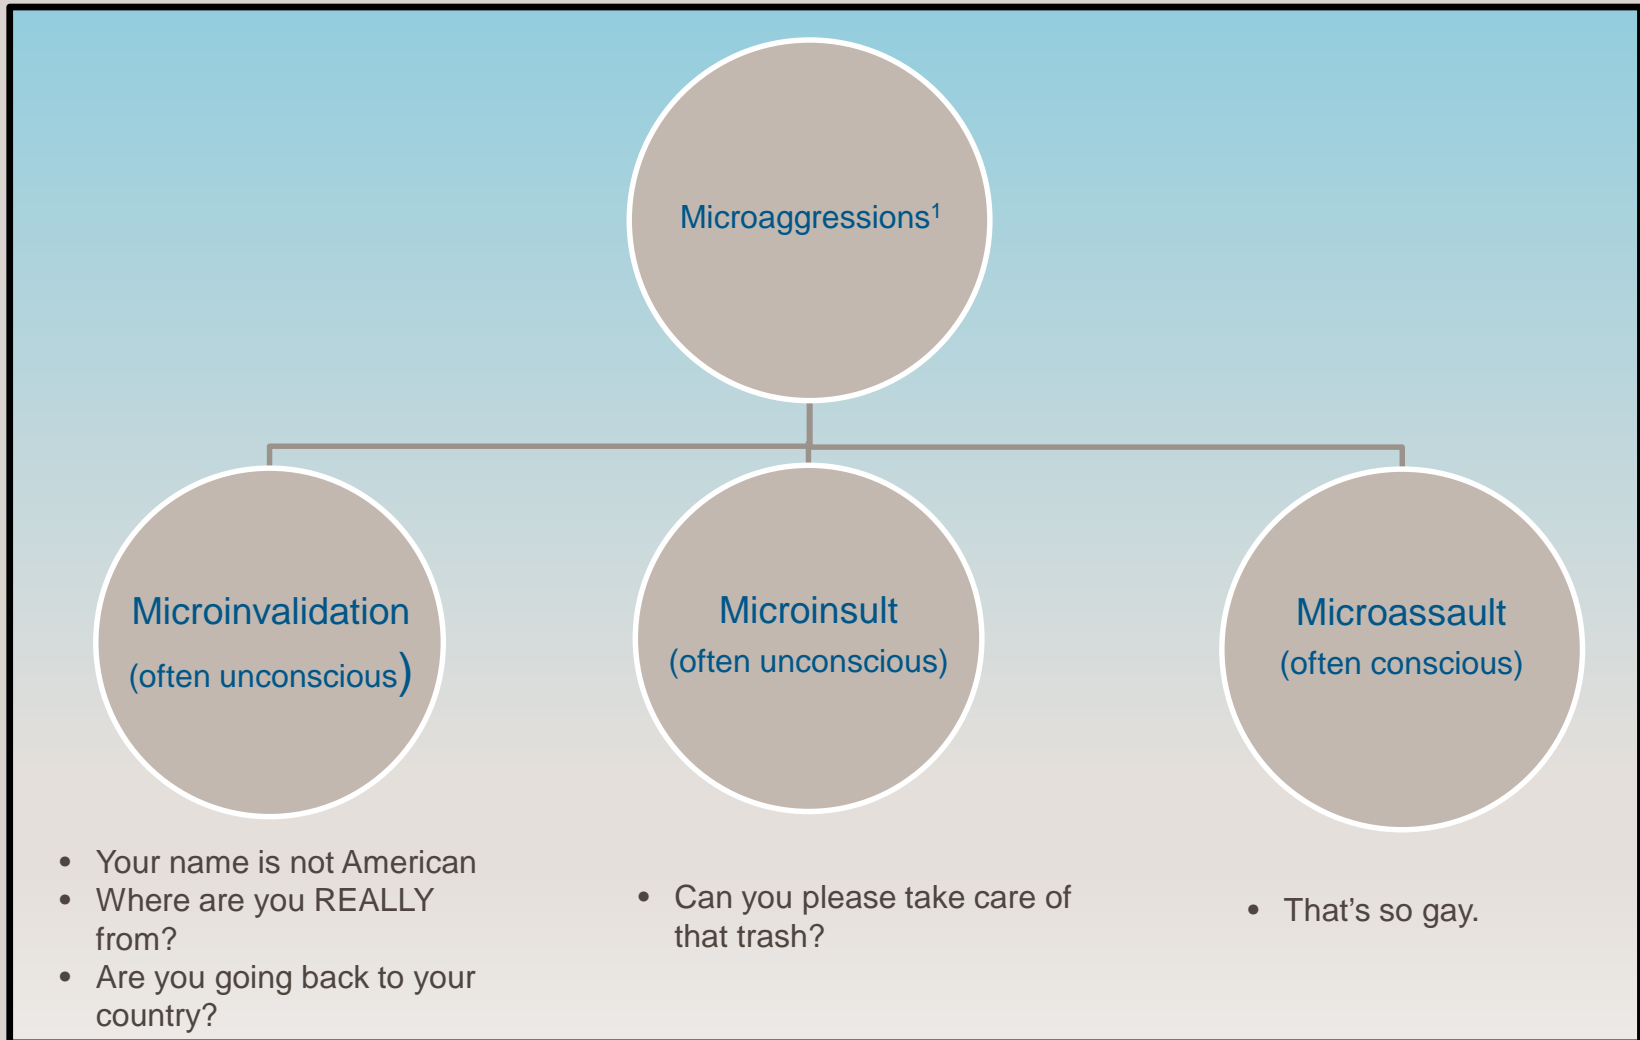 Microaggressions¹
Microinvalidation
(often unconscious)
Microinsult
(often unconscious)
Microassault
(often conscious)
• Your name is not American
• Where are you REALLY
from?
• Are you going back to your
country?
• Can you please take care of
that trash?
• That's so gay.